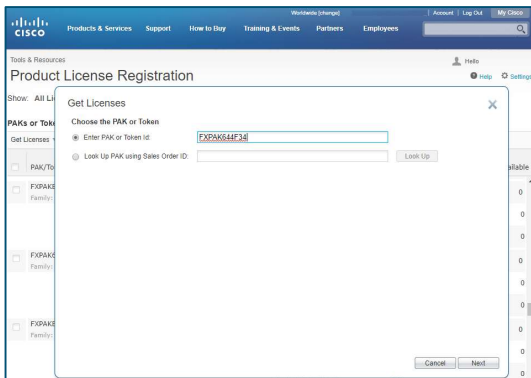 Worldwide [change]
Account | Log Out
My Cisco
CISCO
Products & Services
Support
How to Buy
Training & Events
Partners
Employees
Tools & Resources
Hello
Product License Registration
Help
Settings
Show: All Li
Get Licenses
PAKs or Toke
Choose the PAK or Token
Get Licenses
Enter PAK or Token Id:
FXPAK644F34
Look Up PAK using Sales Order ID:
Look Up
PAK/To
ailable
FXPAK
0
Family:
0
0
FXPAK
0
Family:
0
0
FXPAK
0
Family:
0
Cancel
Next
0